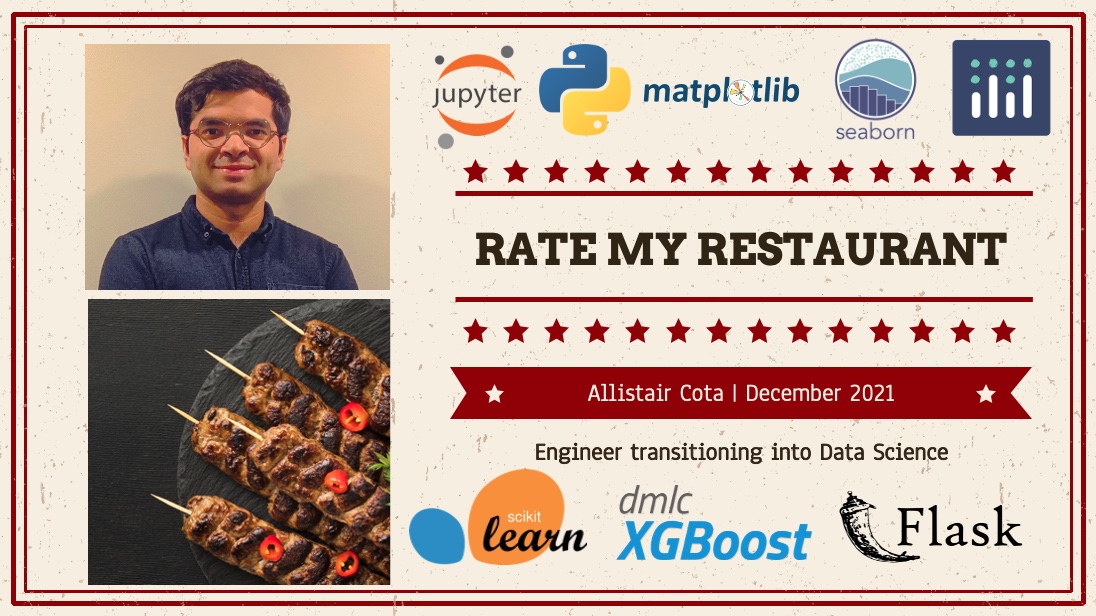 jupyter
matplotlib
seaborn
RATE MY RESTAURANT
Allistair Cota | December 2021
Engineer transitioning into Data Science
scikit
learn
dmlc
XGBoost
Flask